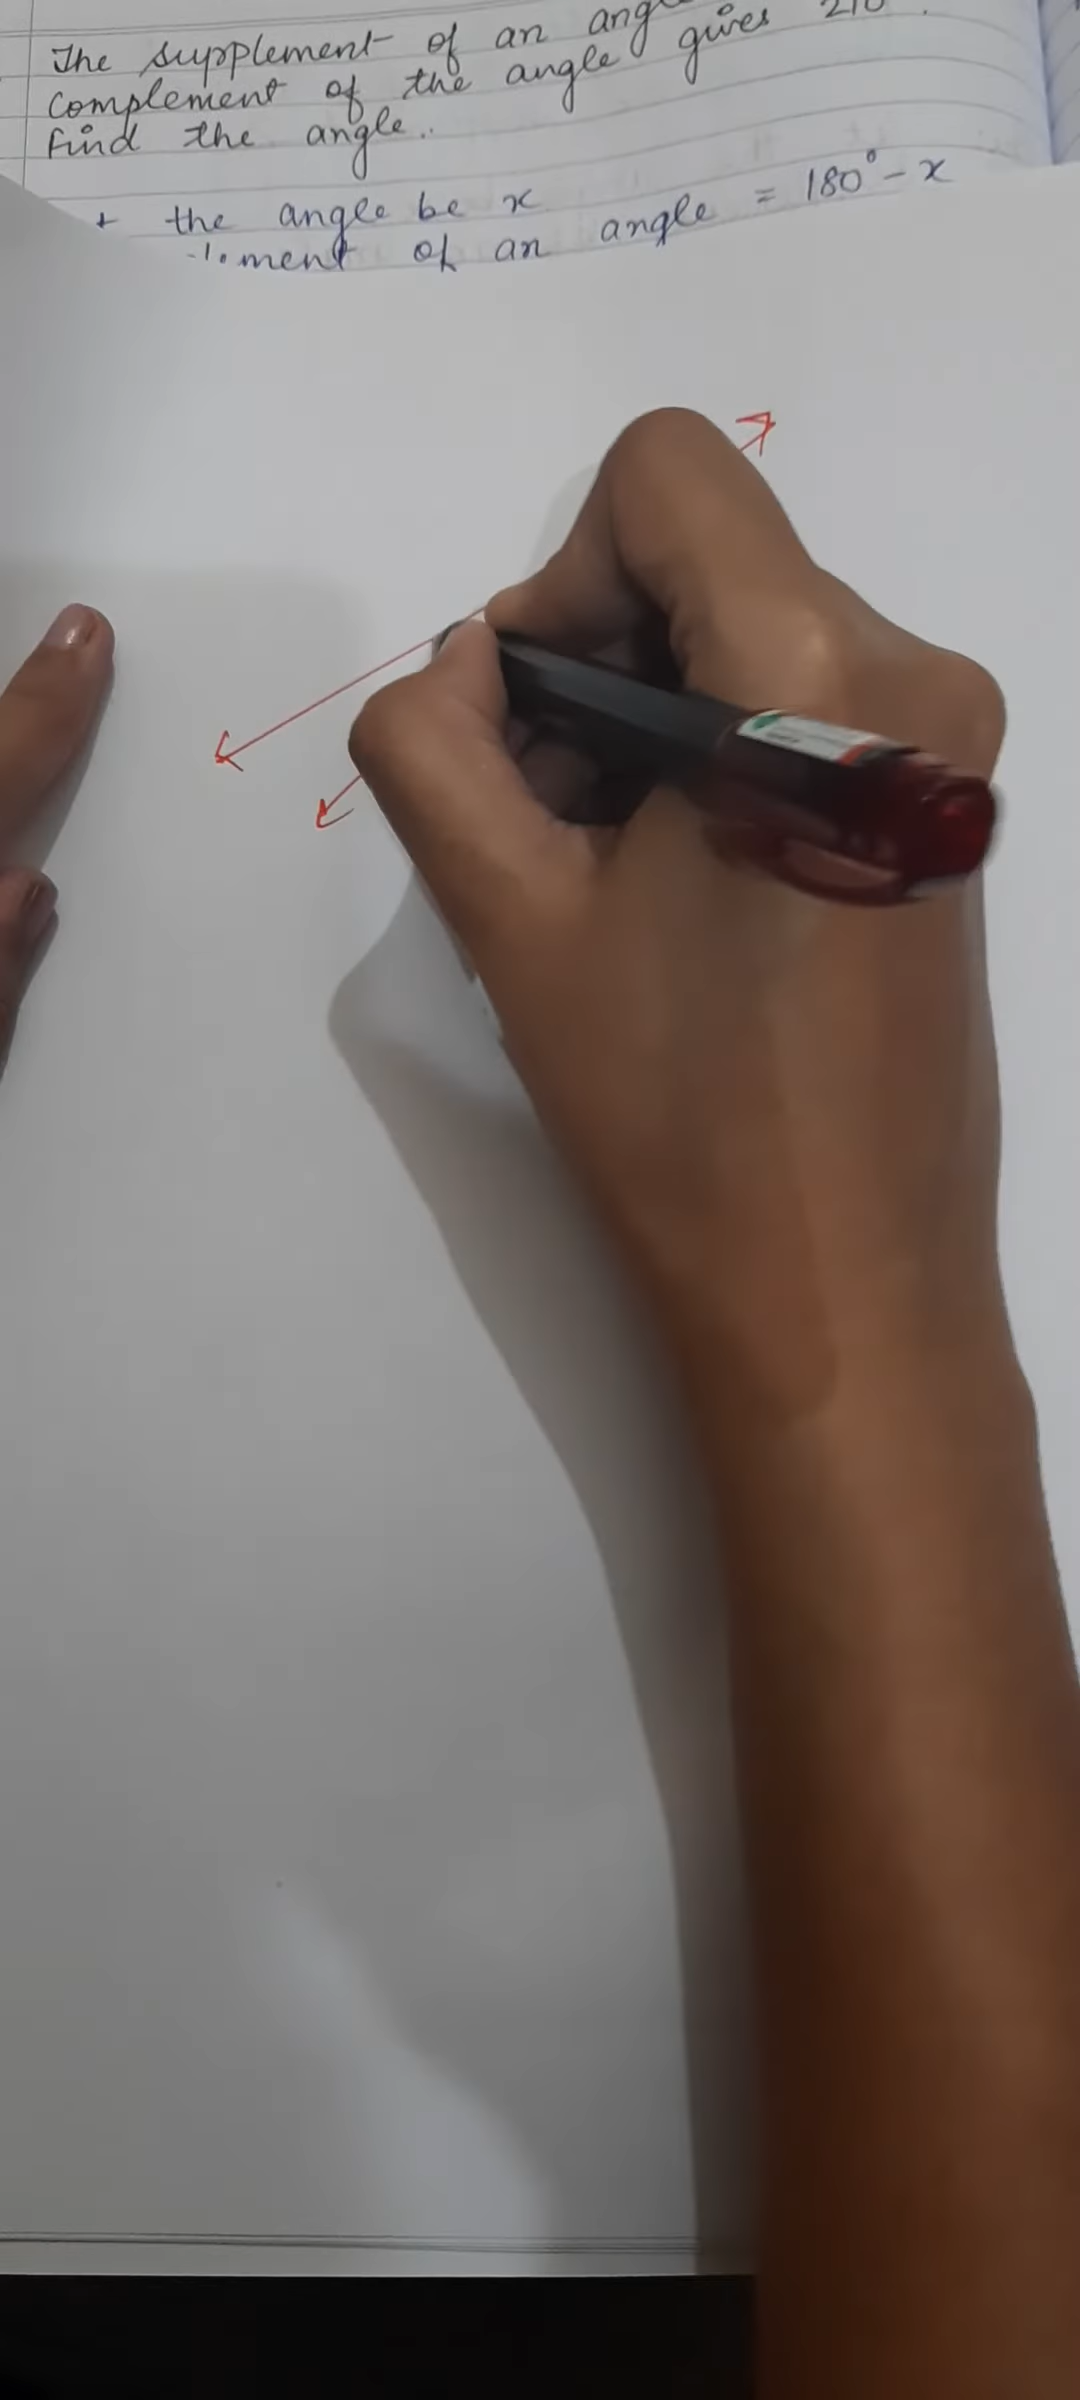 The supplement of an
complement of the angle gives 210
Find the angle.
the angle be x
of an angle = 180° - x